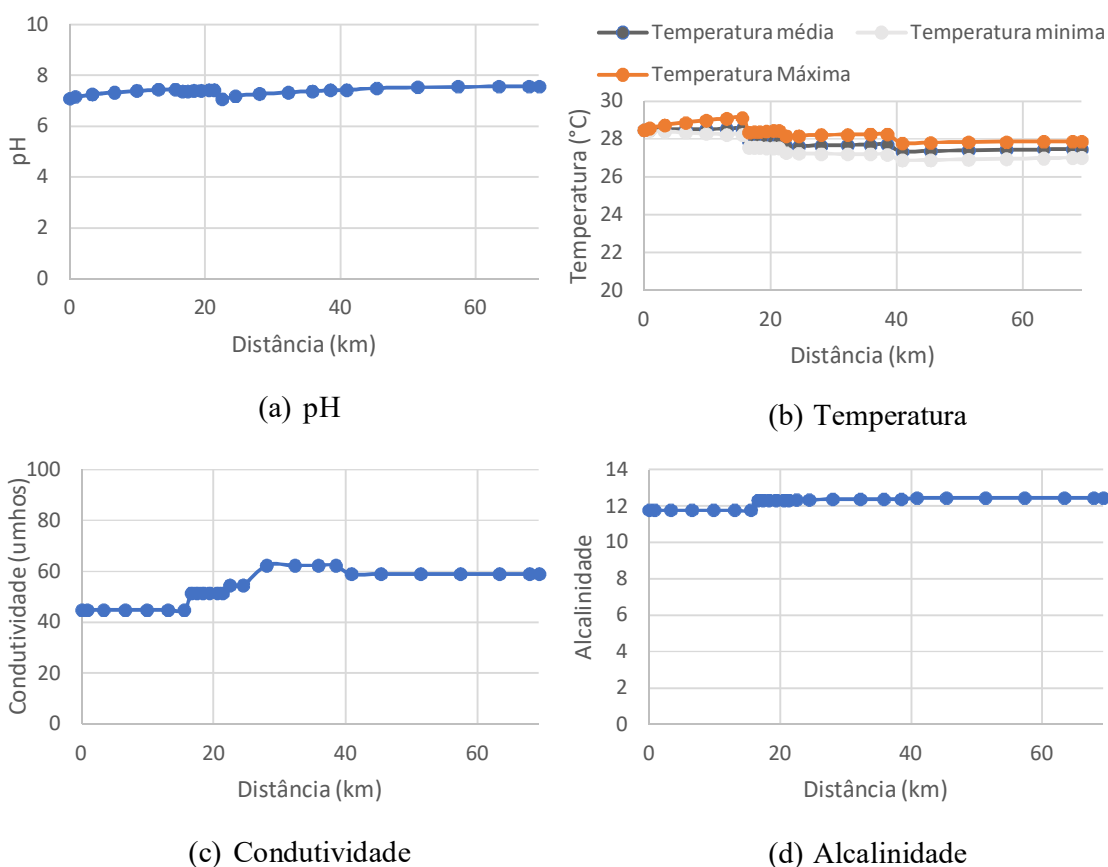 10
8
6
4
2
0
pH
0 20 40 60
Distância (km)
(a) pH
Temperatura média Temperatura minima
Temperatura Máxima
30
28
26
24
22
20
Temperatura (°C)
0 20 40 60
Distância (km)
(b) Temperatura
100
80
60
40
20
0
Condutividade (umhos)
0 20 40 60
Distância (km)
(c) Condutividade
14
12
10
8
6
4
2
0
Alcalinidade
0 20 40 60
Distância (km)
(d) Alcalinidade